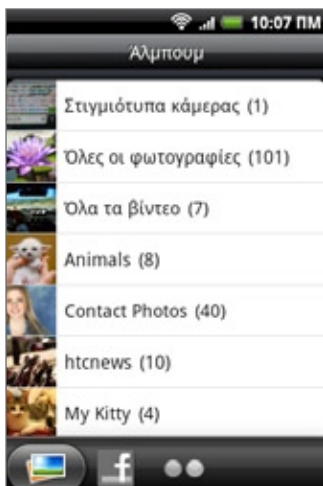 10:07 ΠΜ
Άλμπουμ
Στιγμιότυπα κάμερας (1)
Όλες οι φωτογραφίες (101)
Όλα τα βίντεο (7)
Animals (8)
Contact Photos (40)
htcnews (10)
My Kitty (4)
f